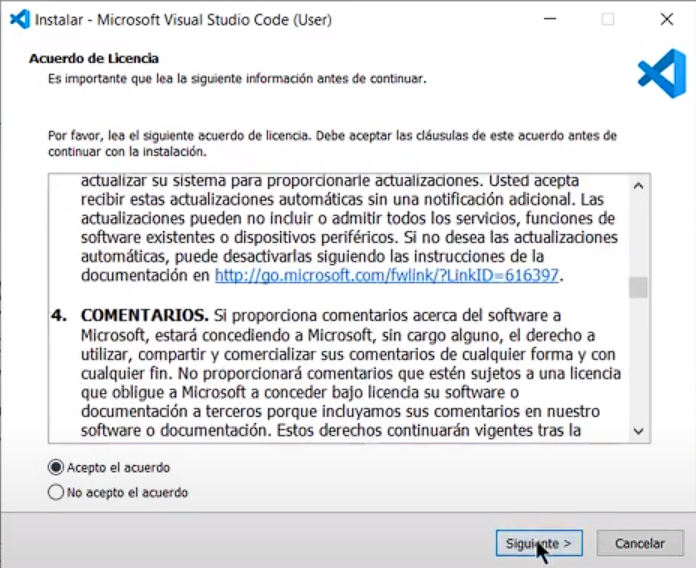 Instalar - Microsoft Visual Studio Code (User)
Acuerdo de Licencia
Es importante que lea la siguiente información antes de continuar.
Por favor, lea el siguiente acuerdo de licencia. Debe aceptar las cláusulas de este acuerdo antes de
continuar con la instalación.
actualizar su sistema para proporcionarle actualizaciones. Usted acepta
recibir estas actualizaciones automáticas sin una notificación adicional. Las
actualizaciones pueden no incluir o admitir todos los servicios, funciones de
software existentes o dispositivos periféricos. Si no desea las actualizaciones
automáticas, puede desactivarlas siguiendo las instrucciones de la
documentación en http://go.microsoft.com/fwlink/?LinkID=616397.
4. COMENTARIOS. Si proporciona comentarios acerca del software a
Microsoft, estará concediendo a Microsoft, sin cargo alguno, el derecho a
utilizar, compartir y comercializar sus comentarios de cualquier forma y con
cualquier fin. No proporcionará comentarios que estén sujetos a una licencia
que obligue a Microsoft a conceder bajo licencia su software o
documentación a terceros porque incluyamos sus comentarios en nuestro
software o documentación. Estos derechos continuarán vigentes tras la
Acepto el acuerdo
No acepto el acuerdo
Siguiente >
Cancelar